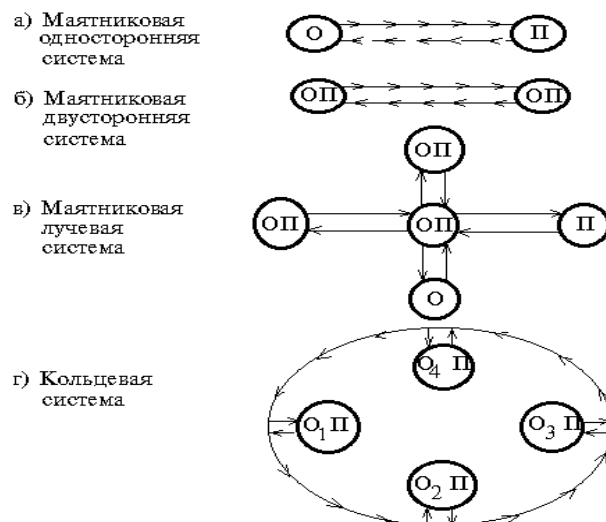 а) Маятниковая
односторонняя
система
О
П
б) Маятниковая
двусторонняя
система
ОП
ОП
в) Маятниковая
лучевая
система
ОП
ОП
ОП
П
О
г) Кольцевая
система
О4 П
О1 П
О3 П
О2 П